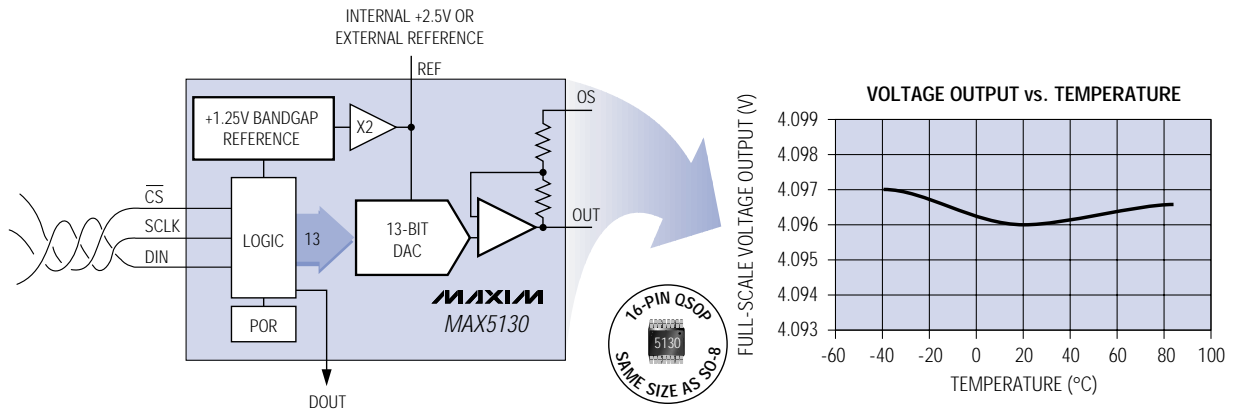 INTERNAL +2.5V OR
EXTERNAL REFERENCE
REF
+1.25V BANDGAP
REFERENCE
X2
OS
CS
SCLK
DIN
LOGIC
13
13-BIT
DAC
OUT
POR
MAXIM
MAX5130
DOUT
16-PIN QSOP
5130
SAME SIZE AS SO-8
VOLTAGE OUTPUT vs. TEMPERATURE
FULL-SCALE VOLTAGE OUTPUT (V)
4.099
4.098
4.097
4.096
4.095
4.094
4.093
-60 -40 -20 0 20 40 60 80 100
TEMPERATURE (°C)